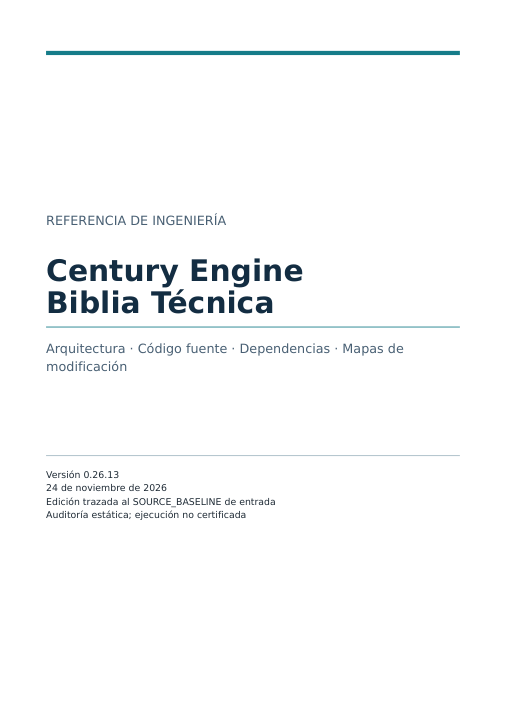 REFERENCIA DE INGENIERÍA
Century Engine
Biblia Técnica
Arquitectura · Código fuente · Dependencias · Mapas de
modificación
Versión 0.26.13
24 de noviembre de 2026
Edición trazada al SOURCE_BASELINE de entrada
Auditoría estática; ejecución no certificada